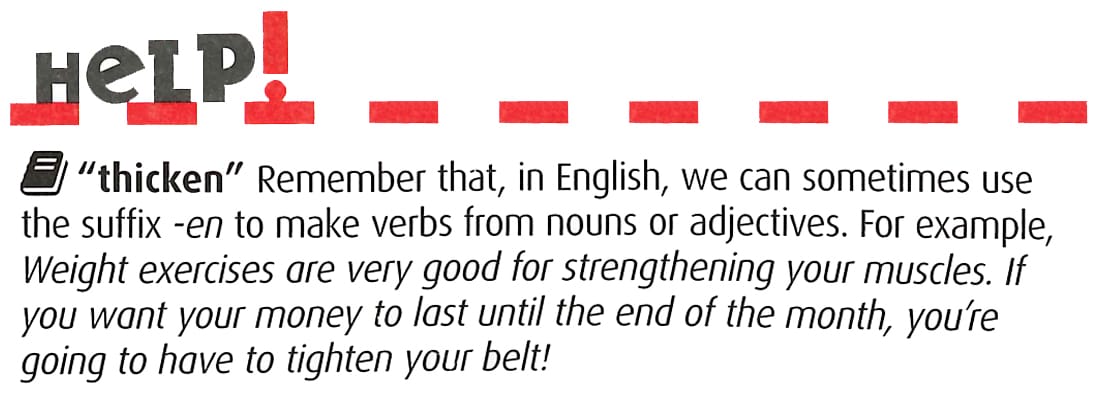 HeLP!
"thicken" Remember that, in English, we can sometimes use
the suffix -en to make verbs from nouns or adjectives. For example,
Weight exercises are very good for strengthening your muscles. If
you want your money to last until the end of the month, you're
going to have to tighten your belt!